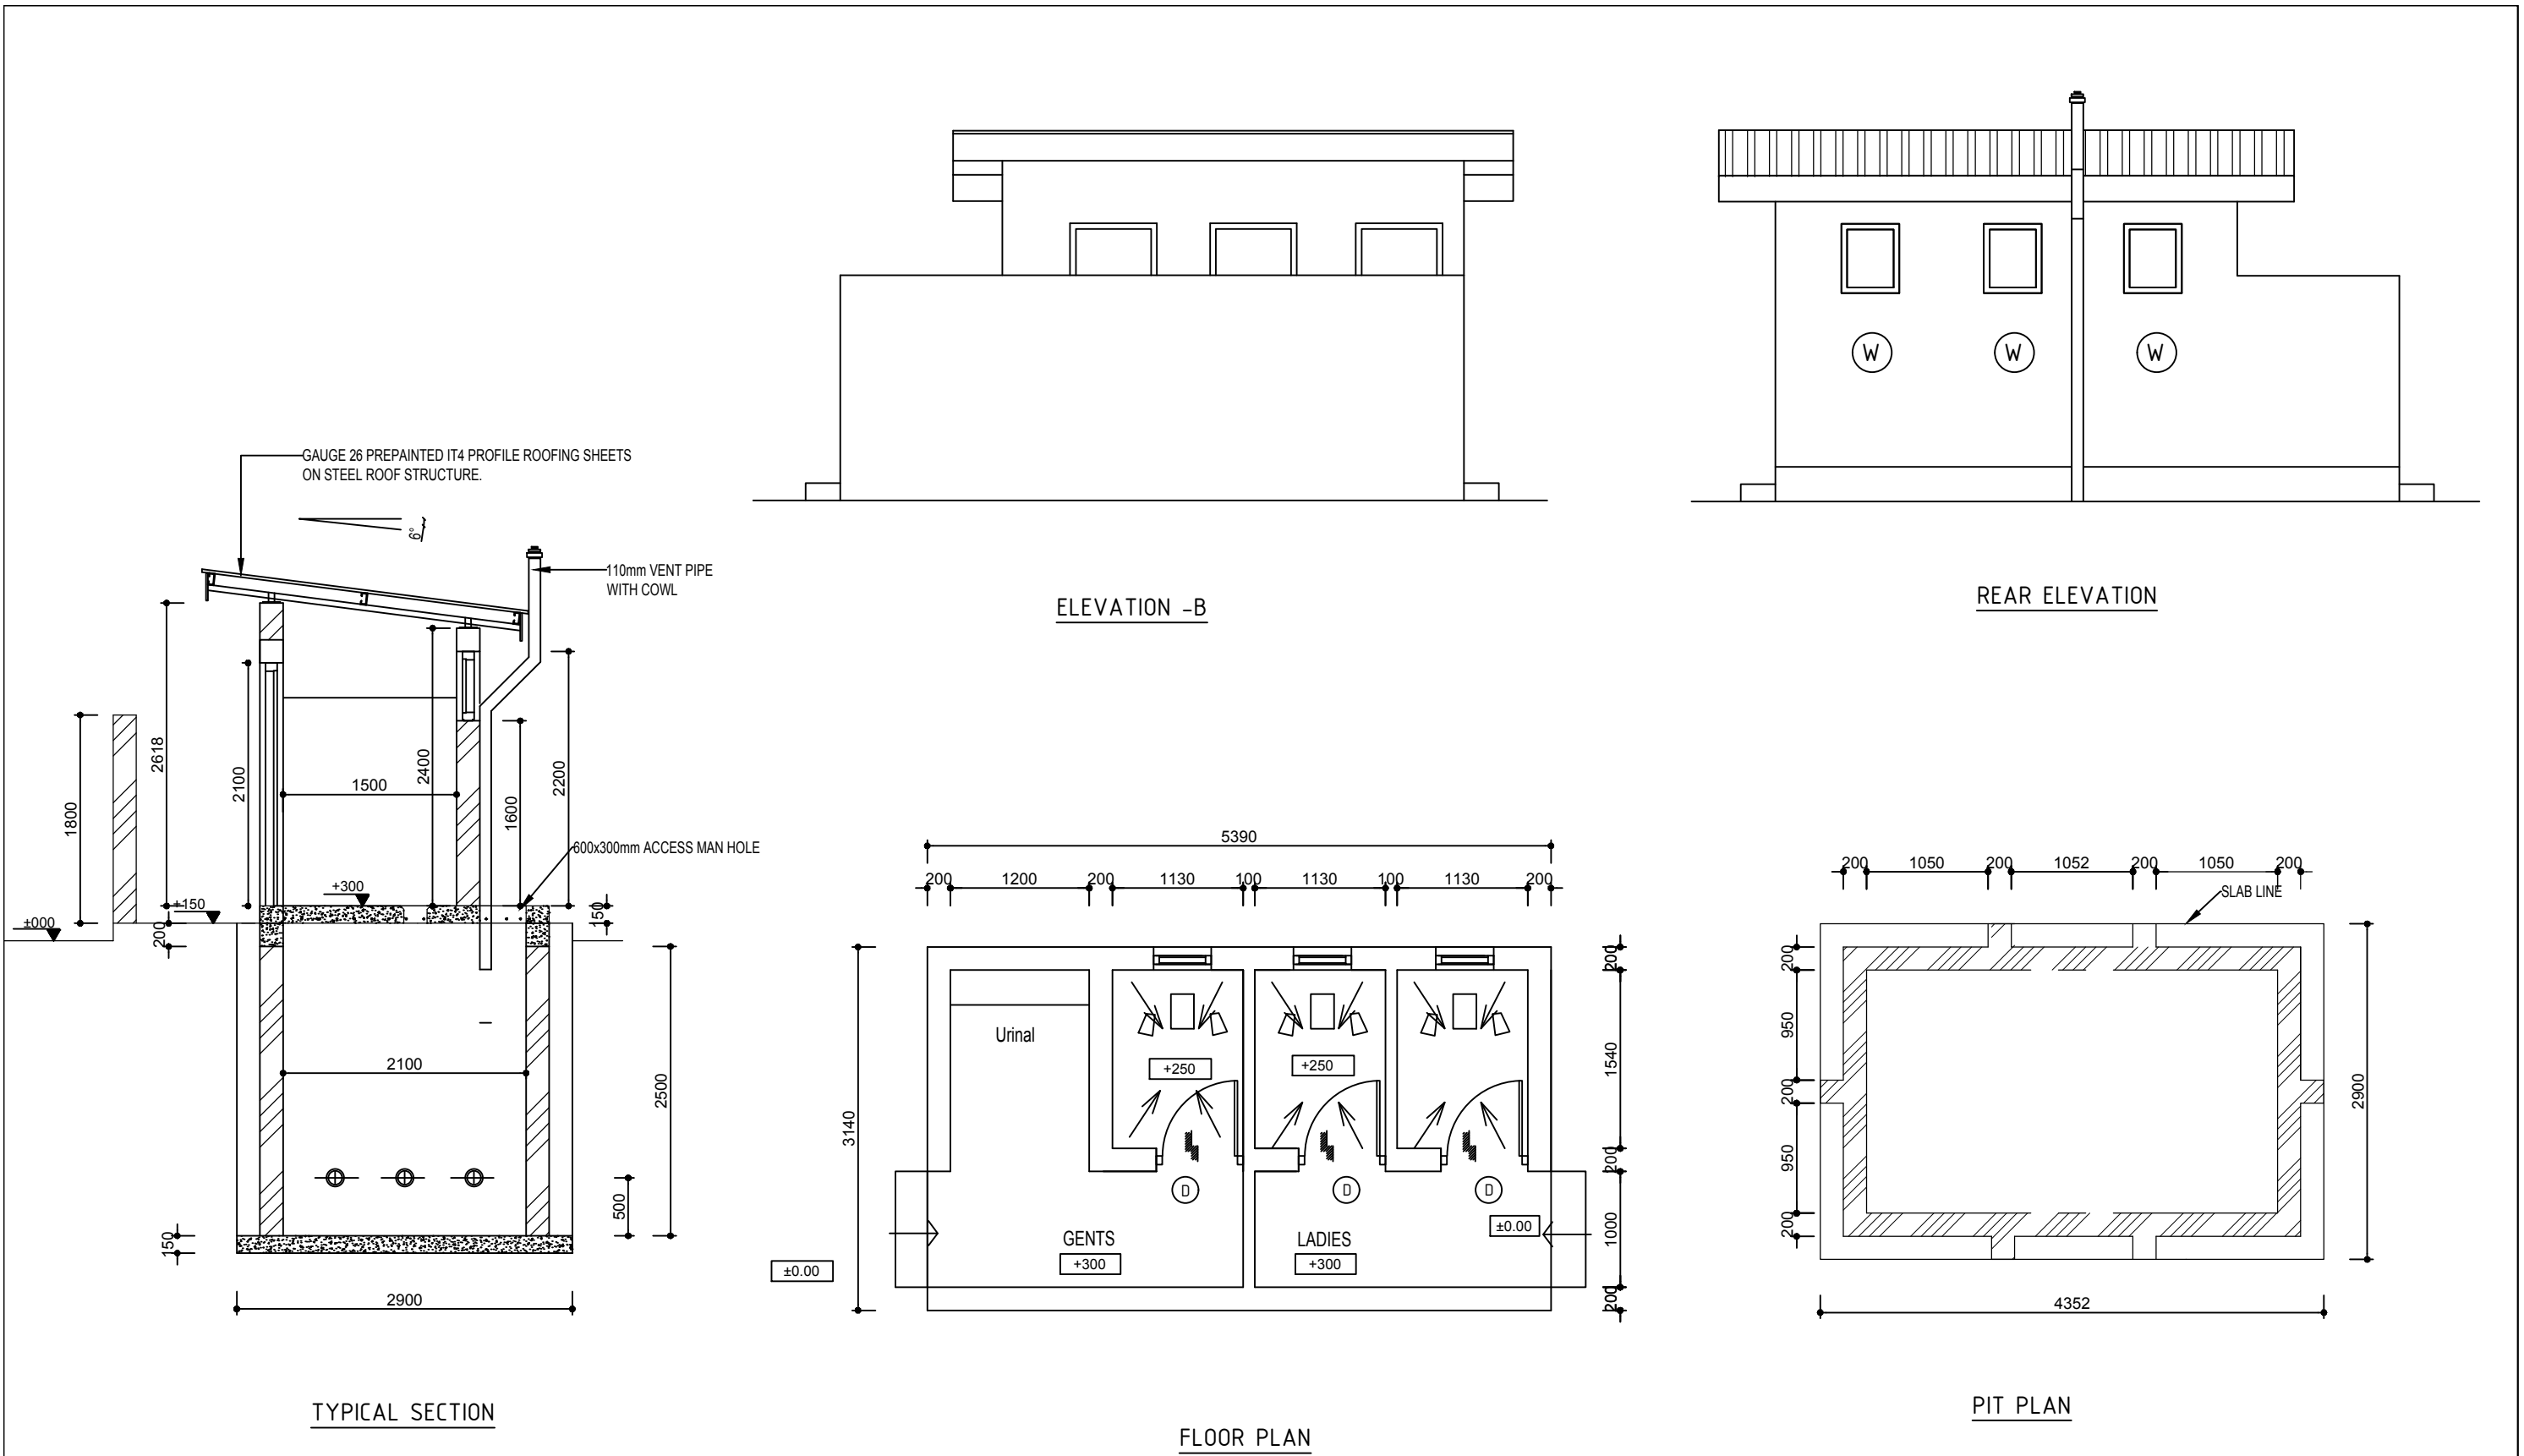 GAUGE 26 PREPAINTED IT4 PROFILE ROOFING SHEETS
ON STEEL ROOF STRUCTURE.
6°
110mm VENT PIPE
WITH COWL
2618
2100
2400
2200
1800
1500
1600
600x300mm ACCESS MAN HOLE
+300
+150
±000
200
150
2100
2500
500
150
2900
TYPICAL SECTION
ELEVATION -B
W
W
W
REAR ELEVATION
5390
200 1200 200 1130 100 1130 100 1130 200
3140
200
1540
200
1000
200
Urinal
+250
+250
D
D
D
GENTS
+300
LADIES
+300
±0.00
±0.00
FLOOR PLAN
200 1050 200 1052 200 1050 200
SLAB LINE
200
950
200
950
200
2900
4352
PIT PLAN